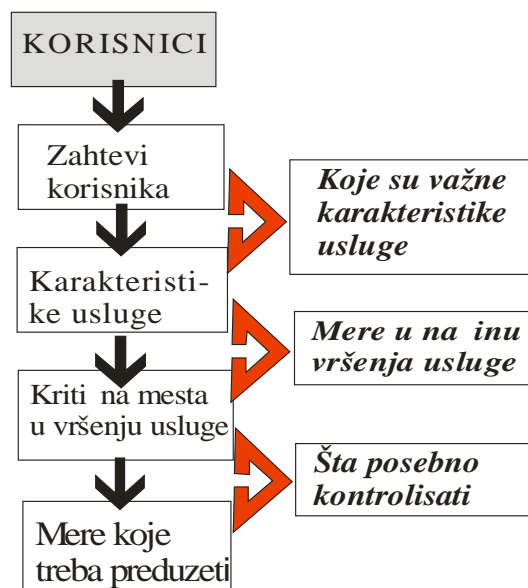 KORISNICI
Zahtevi
korisnika
Koje su važne
karakteristike
usluge
Karakteristi-
ke usluge
Mere u na inu
vršenja usluge
Kriti na mesta
u vršenju usluge
Šta posebno
kontrolisati
Mere koje
treba preduzeti